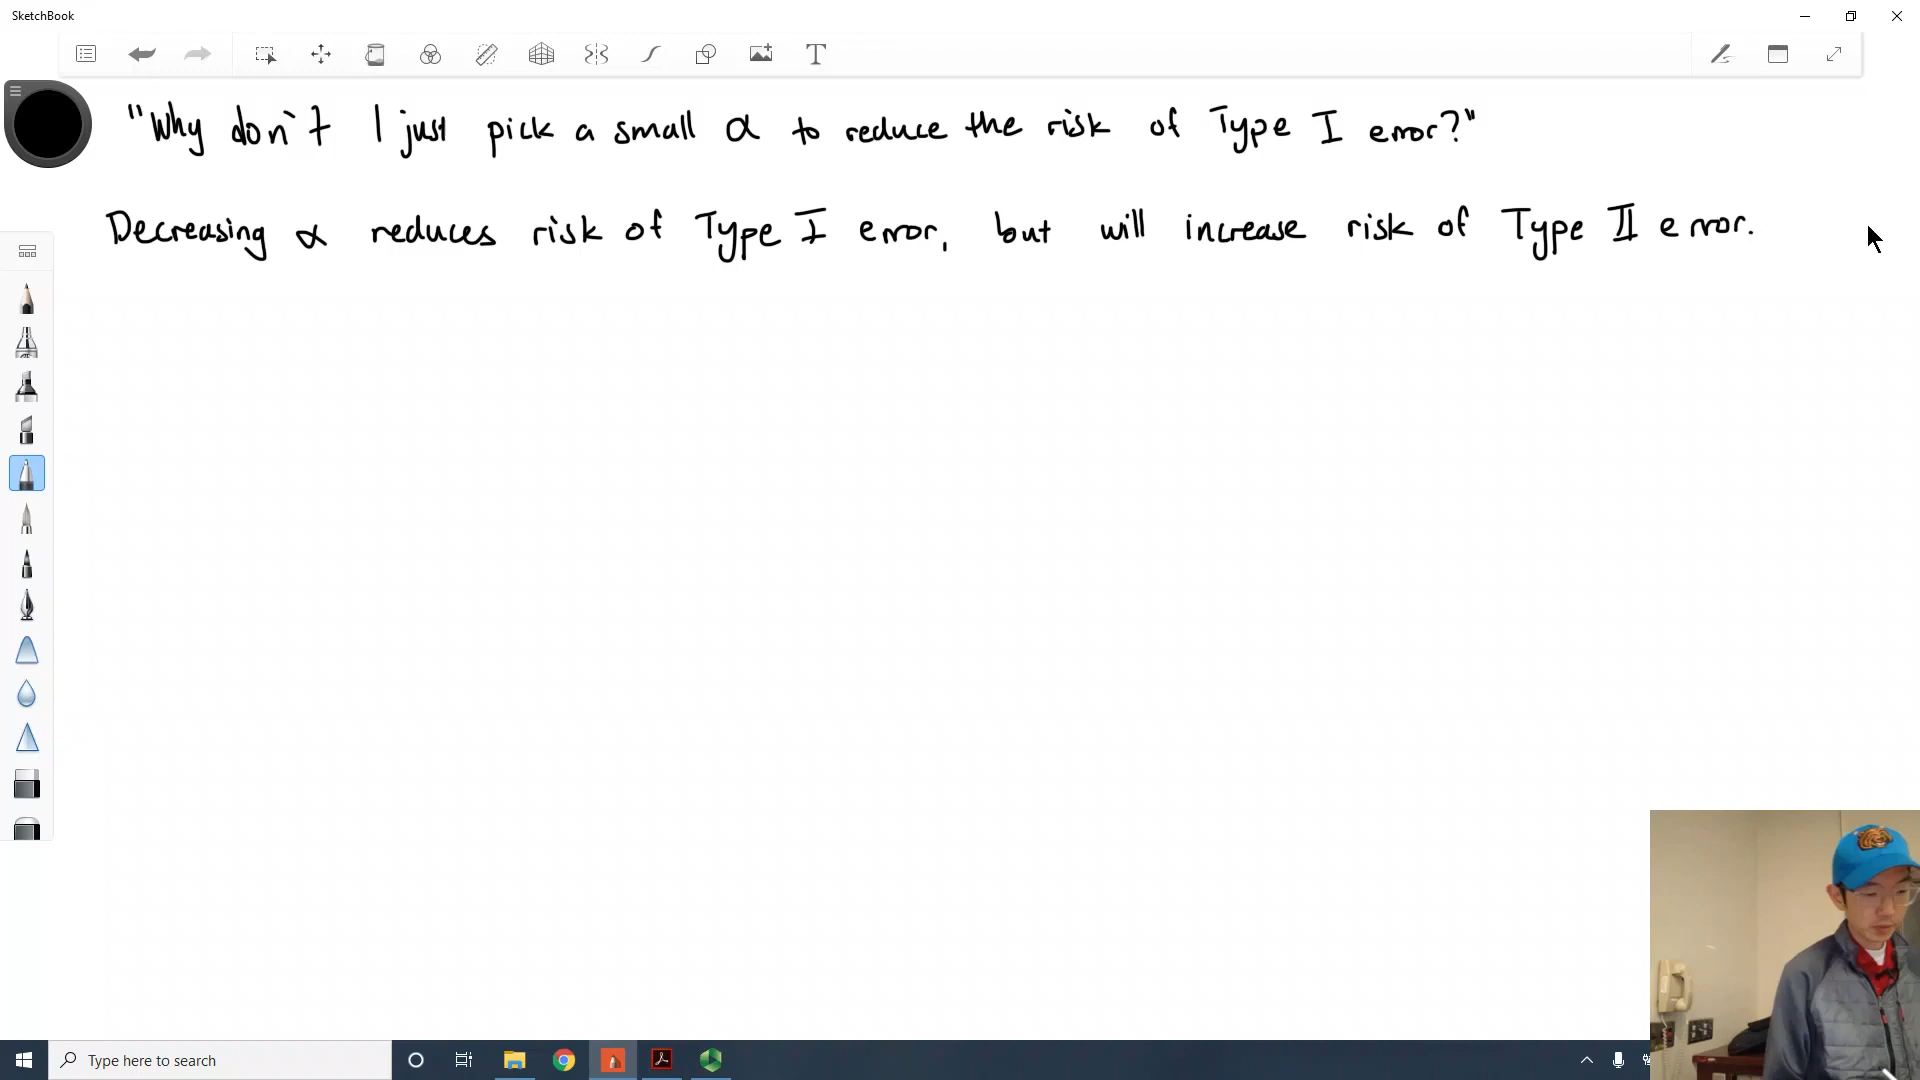 SketchBook
"Why don't I just pick a small α to reduce the risk of Type I error?"
Decreasing α reduces risk of Type I error, but will increase risk of Type II error.
Type here to search